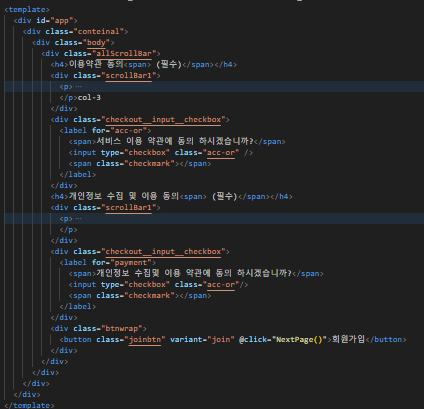 <template>
<div id="app">
<div class="conteinal">
<div class="body">
<div class="allScrollBar">
<h4>이용약관 동의<span> (필수)</span></h4>
<div class="scrollBar1">
<p>…
</p>col-3
</div>
<div class="checkout__input__checkbox">
<label for="acc-or">
<span>서비스 이용 약관에 동의 하시겠습니까?</span>
<input type="checkbox" class="acc-or" />
<span class="checkmark"></span>
</label>
</div>
<h4>개인정보 수집 및 이용 동의<span> (필수)</span></h4>
<div class="scrollBar1">
<p>…
</p>
</div>
<div class="checkout__input__checkbox">
<label for="payment">
<span>개인정보 수집및 이용 약관에 동의 하시겠습니까?</span>
<input type="checkbox" class="acc-or"/>
<span class="checkmark"></span>
</label>
</div>
<div class="btnwrap">
<button class="joinbtn" variant="join" @click="NextPage()">회원가입</button>
</div>
</div>
</div>
</div>
</div>
</template>